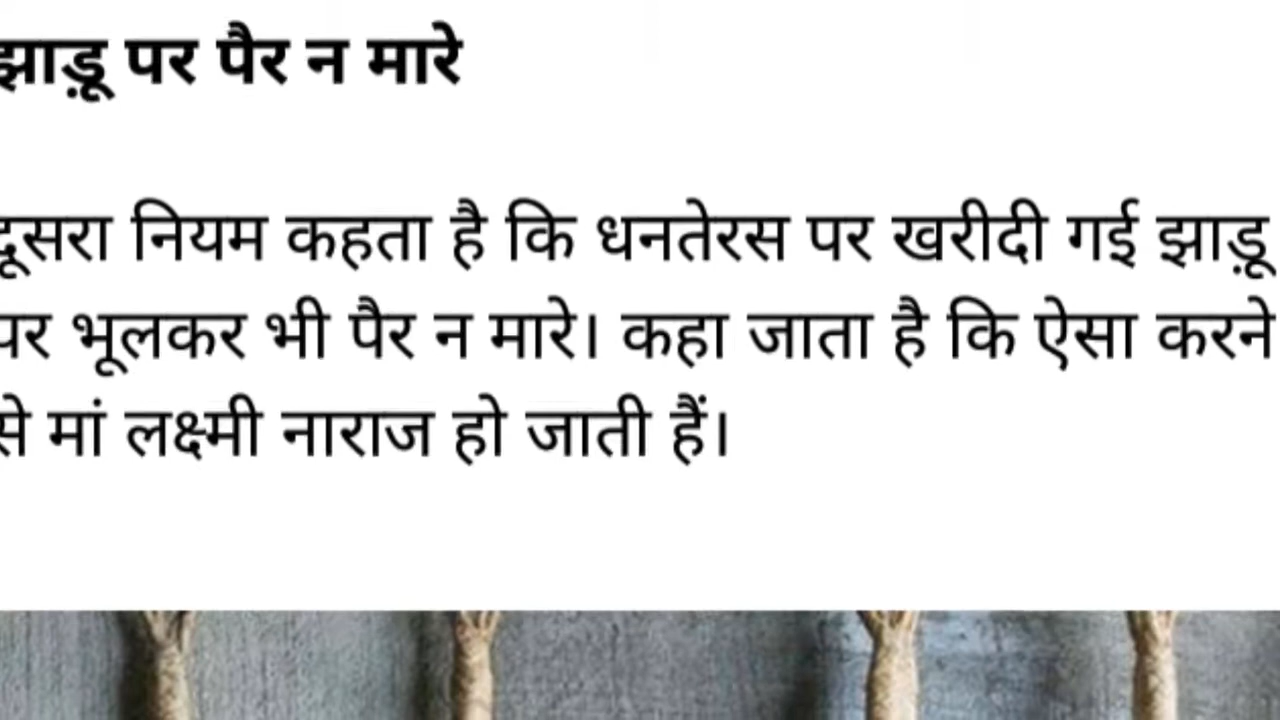 झाड़ू पर पैर न मारे
दूसरा नियम कहता है कि धनतेरस पर खरीदी गई झाड़ू
पर भूलकर भी पैर न मारे। कहा जाता है कि ऐसा करने
से मां लक्ष्मी नाराज हो जाती हैं।